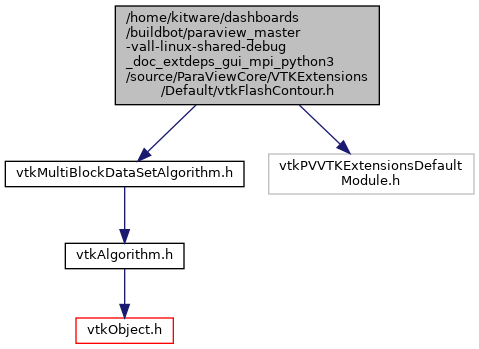 /home/kitware/dashboards
/buildbot/paraview_master
-vall-linux-shared-debug
_doc_extdeps_gui_mpi_python3
/source/ParaViewCore/VTKExtensions
/Default/vtkFlashContour.h
vtkMultiBlockDataSetAlgorithm.h
vtkPVVTKExtensionsDefault
Module.h
vtkAlgorithm.h
vtkObject.h